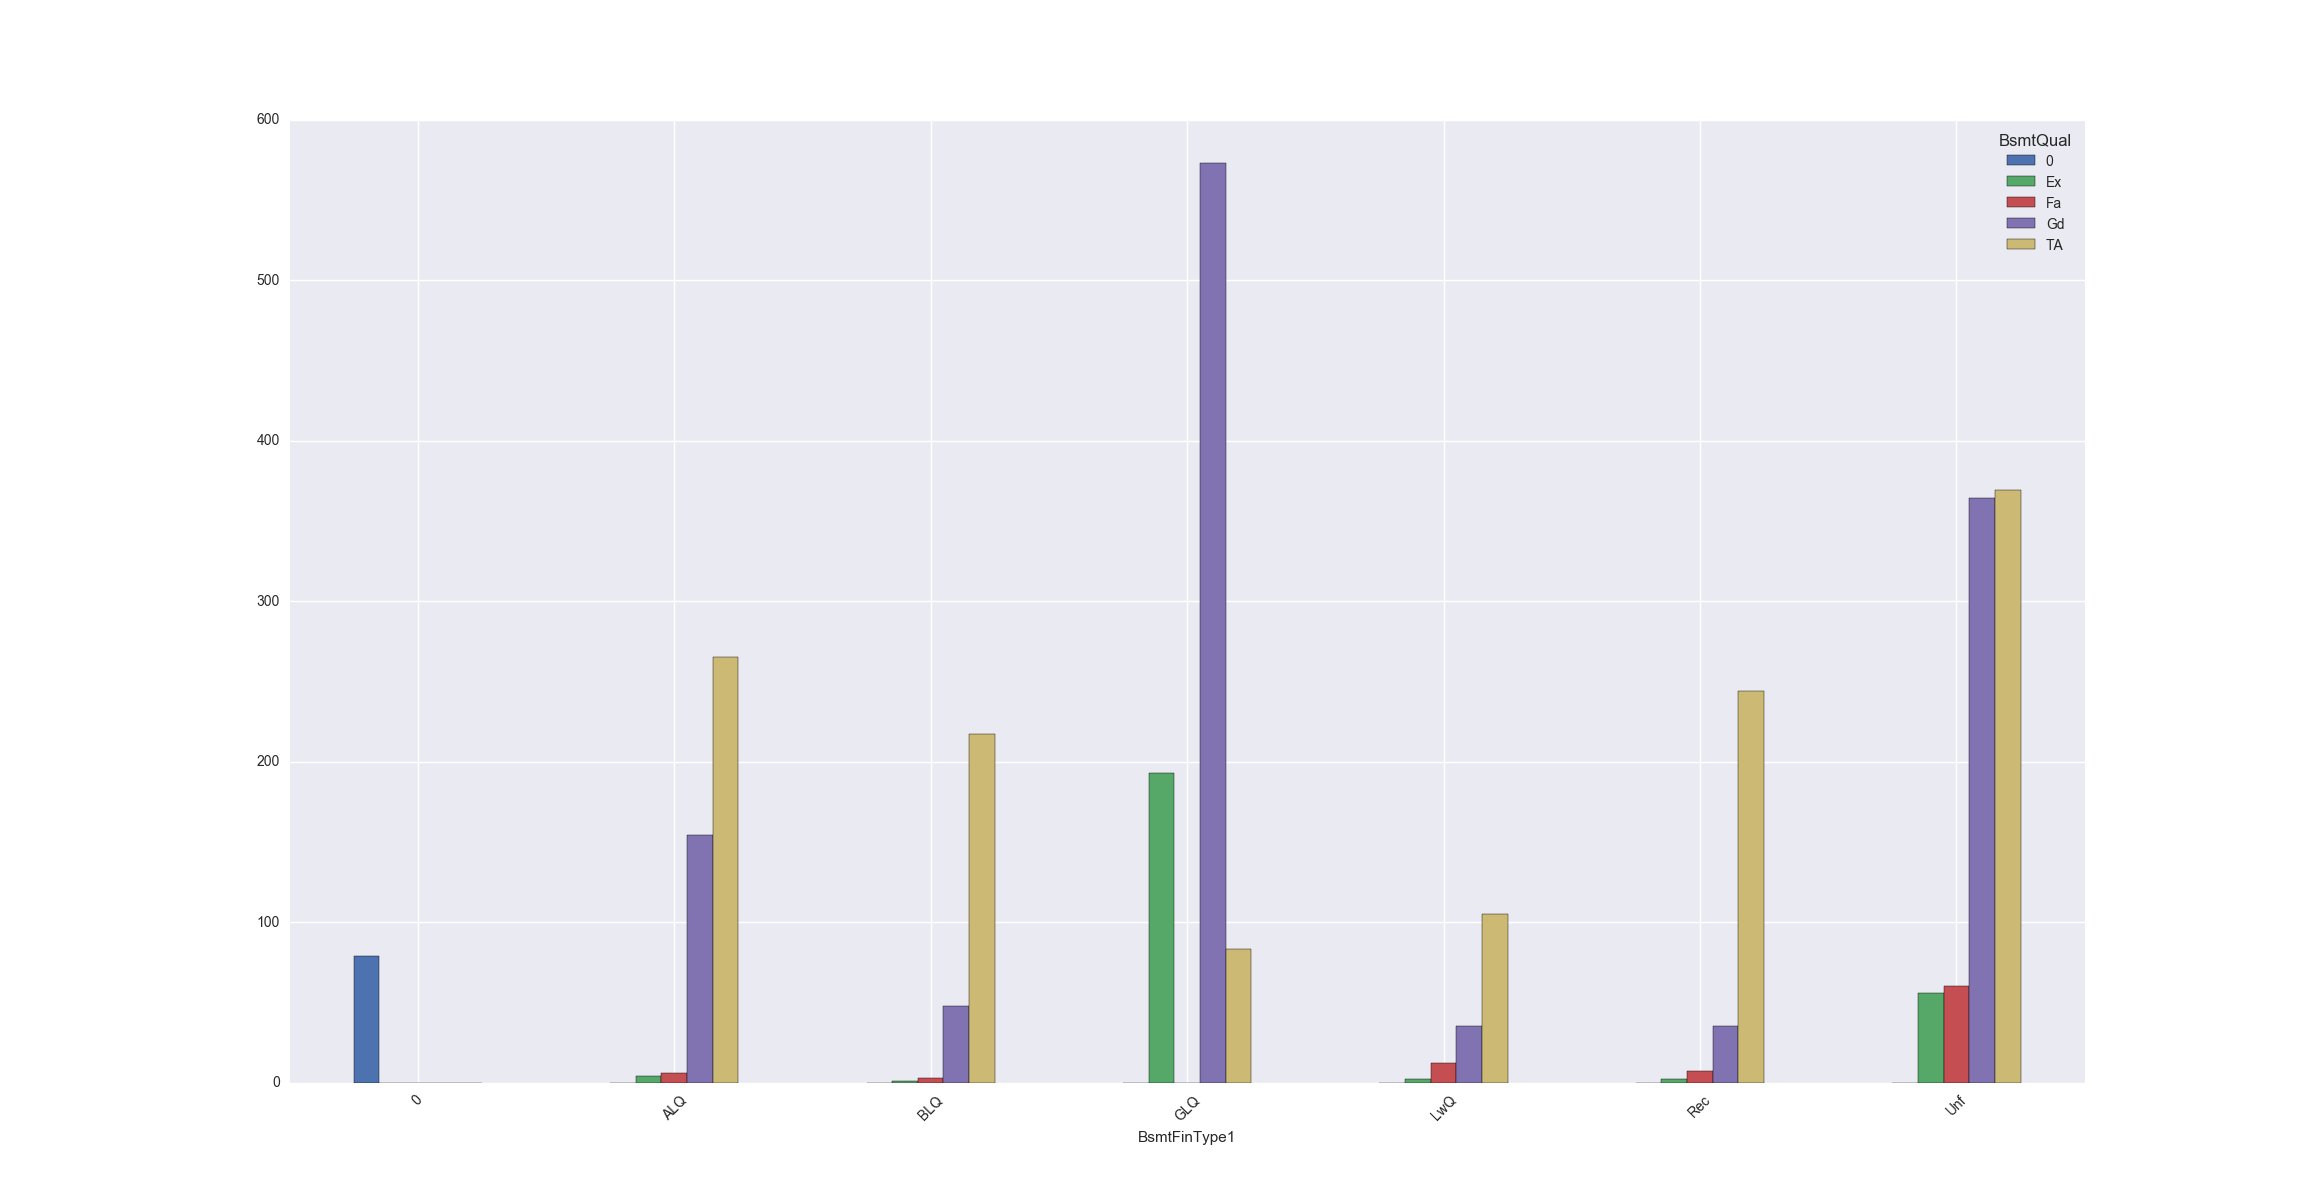 600
500
400
300
200
100
0
BsmtQual
0
Ex
Fa
Gd
TA
0 ALQ BLQ GLQ LwQ Rec Unf
BsmtFinType1